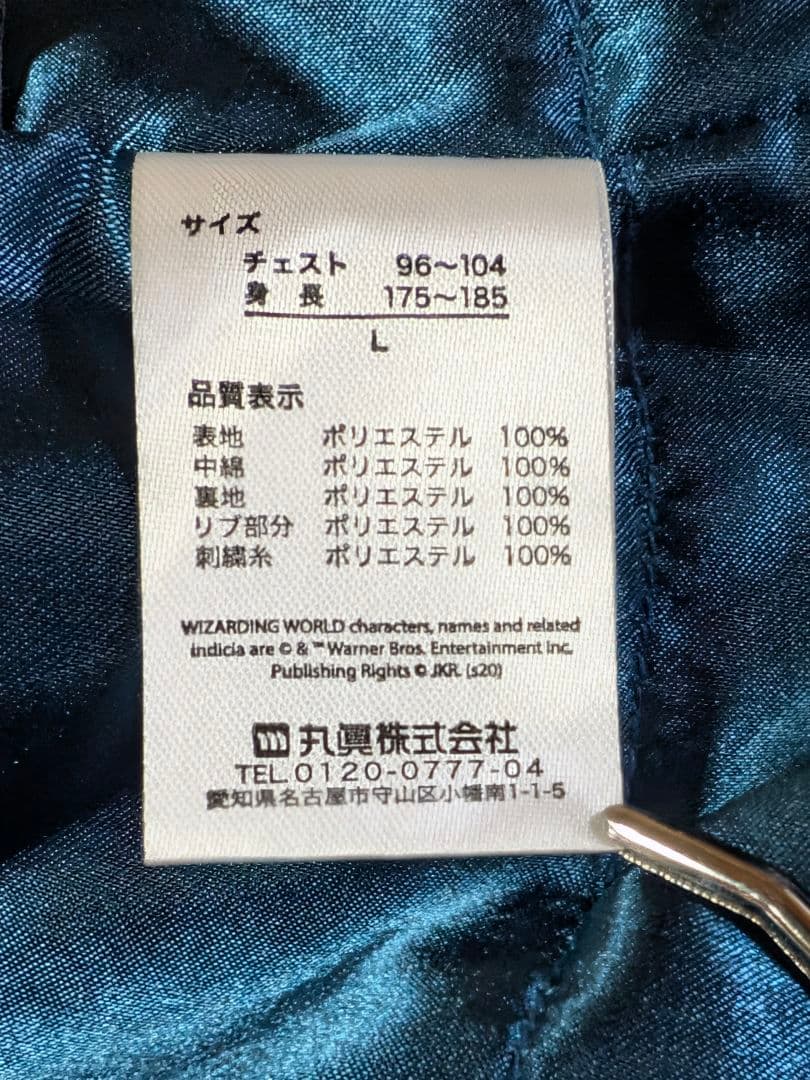 サイズ
チェスト 96〜104
身長 175〜185
L
品質表示
表地 ポリエステル 100%
中綿 ポリエステル 100%
裏地 ポリエステル 100%
リブ部分 ポリエステル 100%
刺繍糸 ポリエステル 100%
WIZARDING WORLD characters, names and related
indicia are © & ™ Warner Bros. Entertainment Inc.
Publishing Rights © JKR. (s20)
丸眞株式会社
TEL.0120-0777-04
愛知県名古屋市守山区小幡南1-1-5